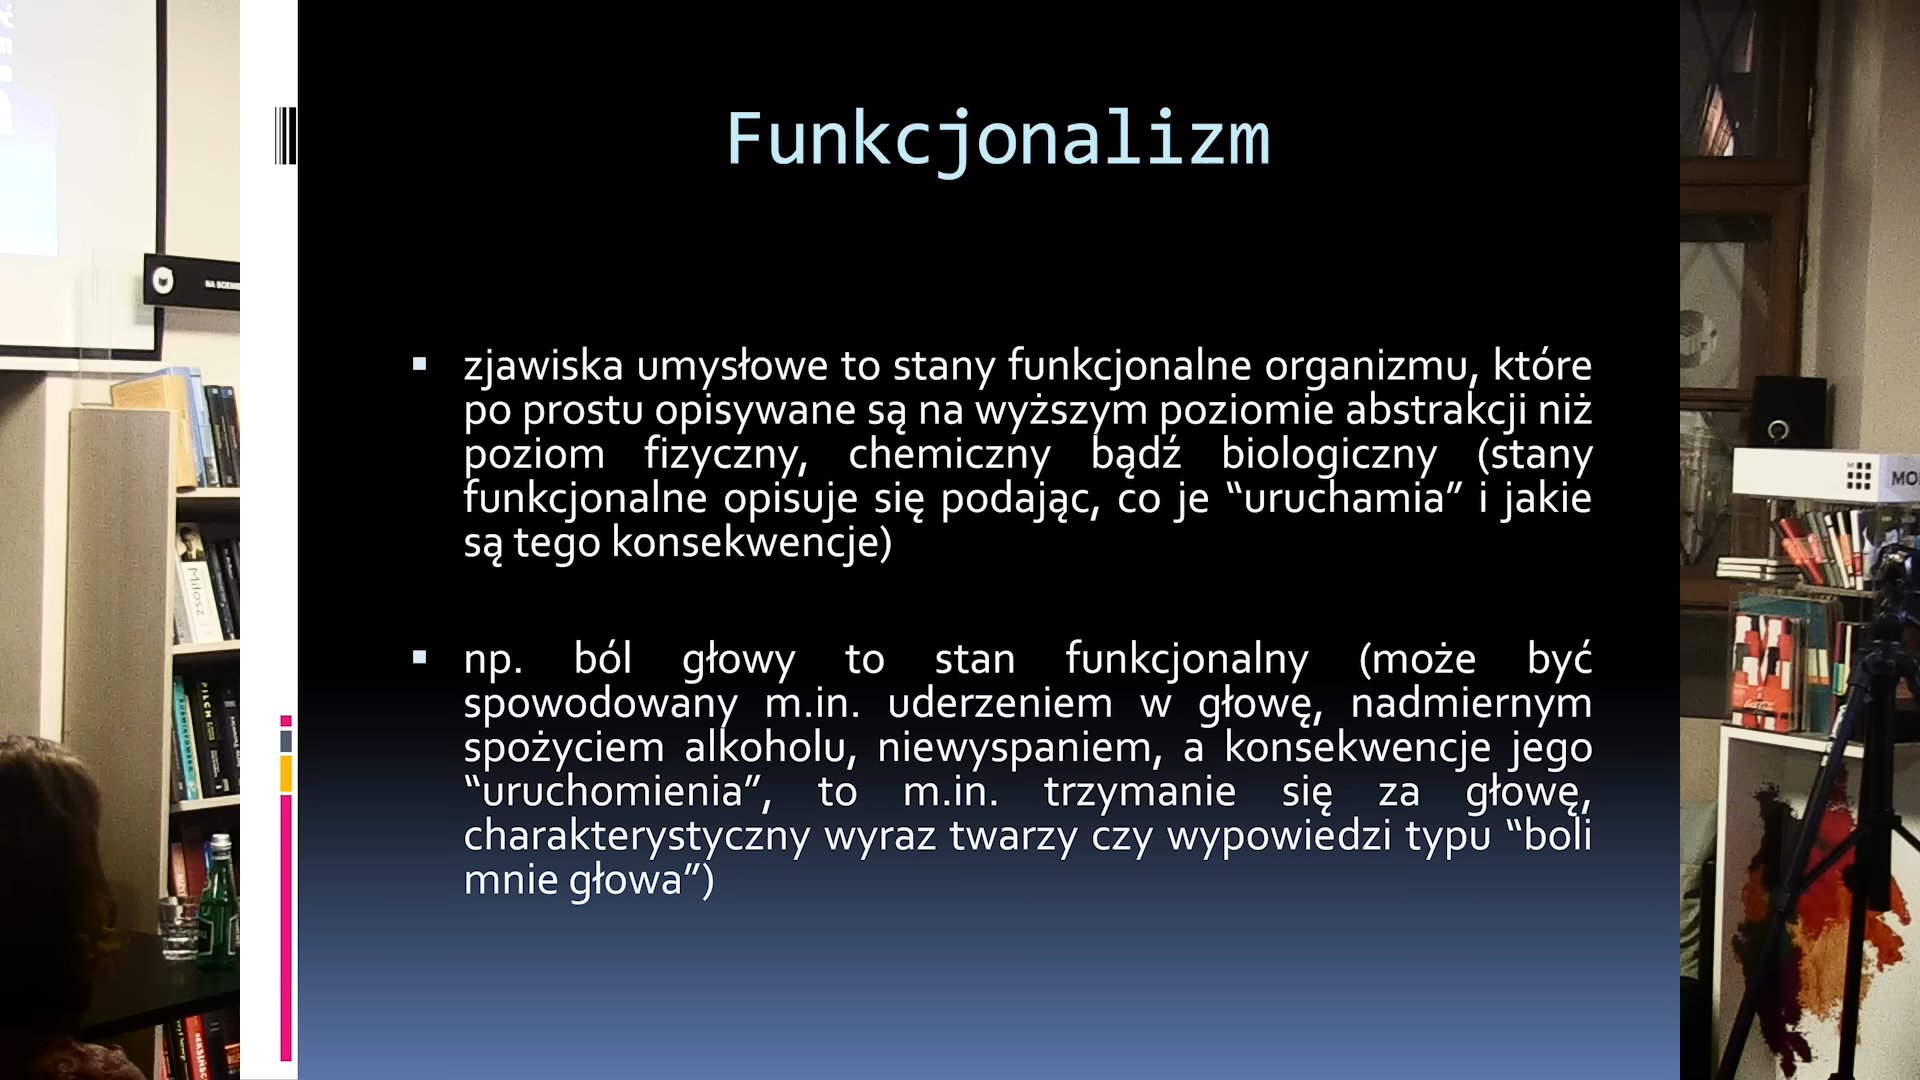 Funkcjonalizm
zjawiska umysłowe to stany funkcjonalne organizmu, które
po prostu opisywane są na wyższym poziomie abstrakcji niż
poziom fizyczny, chemiczny bądź biologiczny (stany
funkcjonalne opisuje się podając, co je “uruchamia” i jakie
są tego konsekwencje)
np. ból głowy to stan funkcjonalny (może być
spowodowany m.in. uderzeniem w głowę, nadmiernym
spożyciem alkoholu, niewyspaniem, a konsekwencje jego
“uruchomienia”, to m.in. trzymanie się za głowę,
charakterystyczny wyraz twarzy czy wypowiedzi typu “boli
mnie głowa”)
Miłosz
PILCH